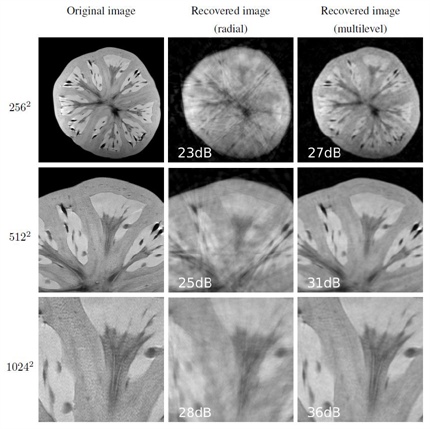 Original image
Recovered image
(radial)
Recovered image
(multilevel)
256²
23dB
27dB
512²
25dB
31dB
1024²
28dB
36dB